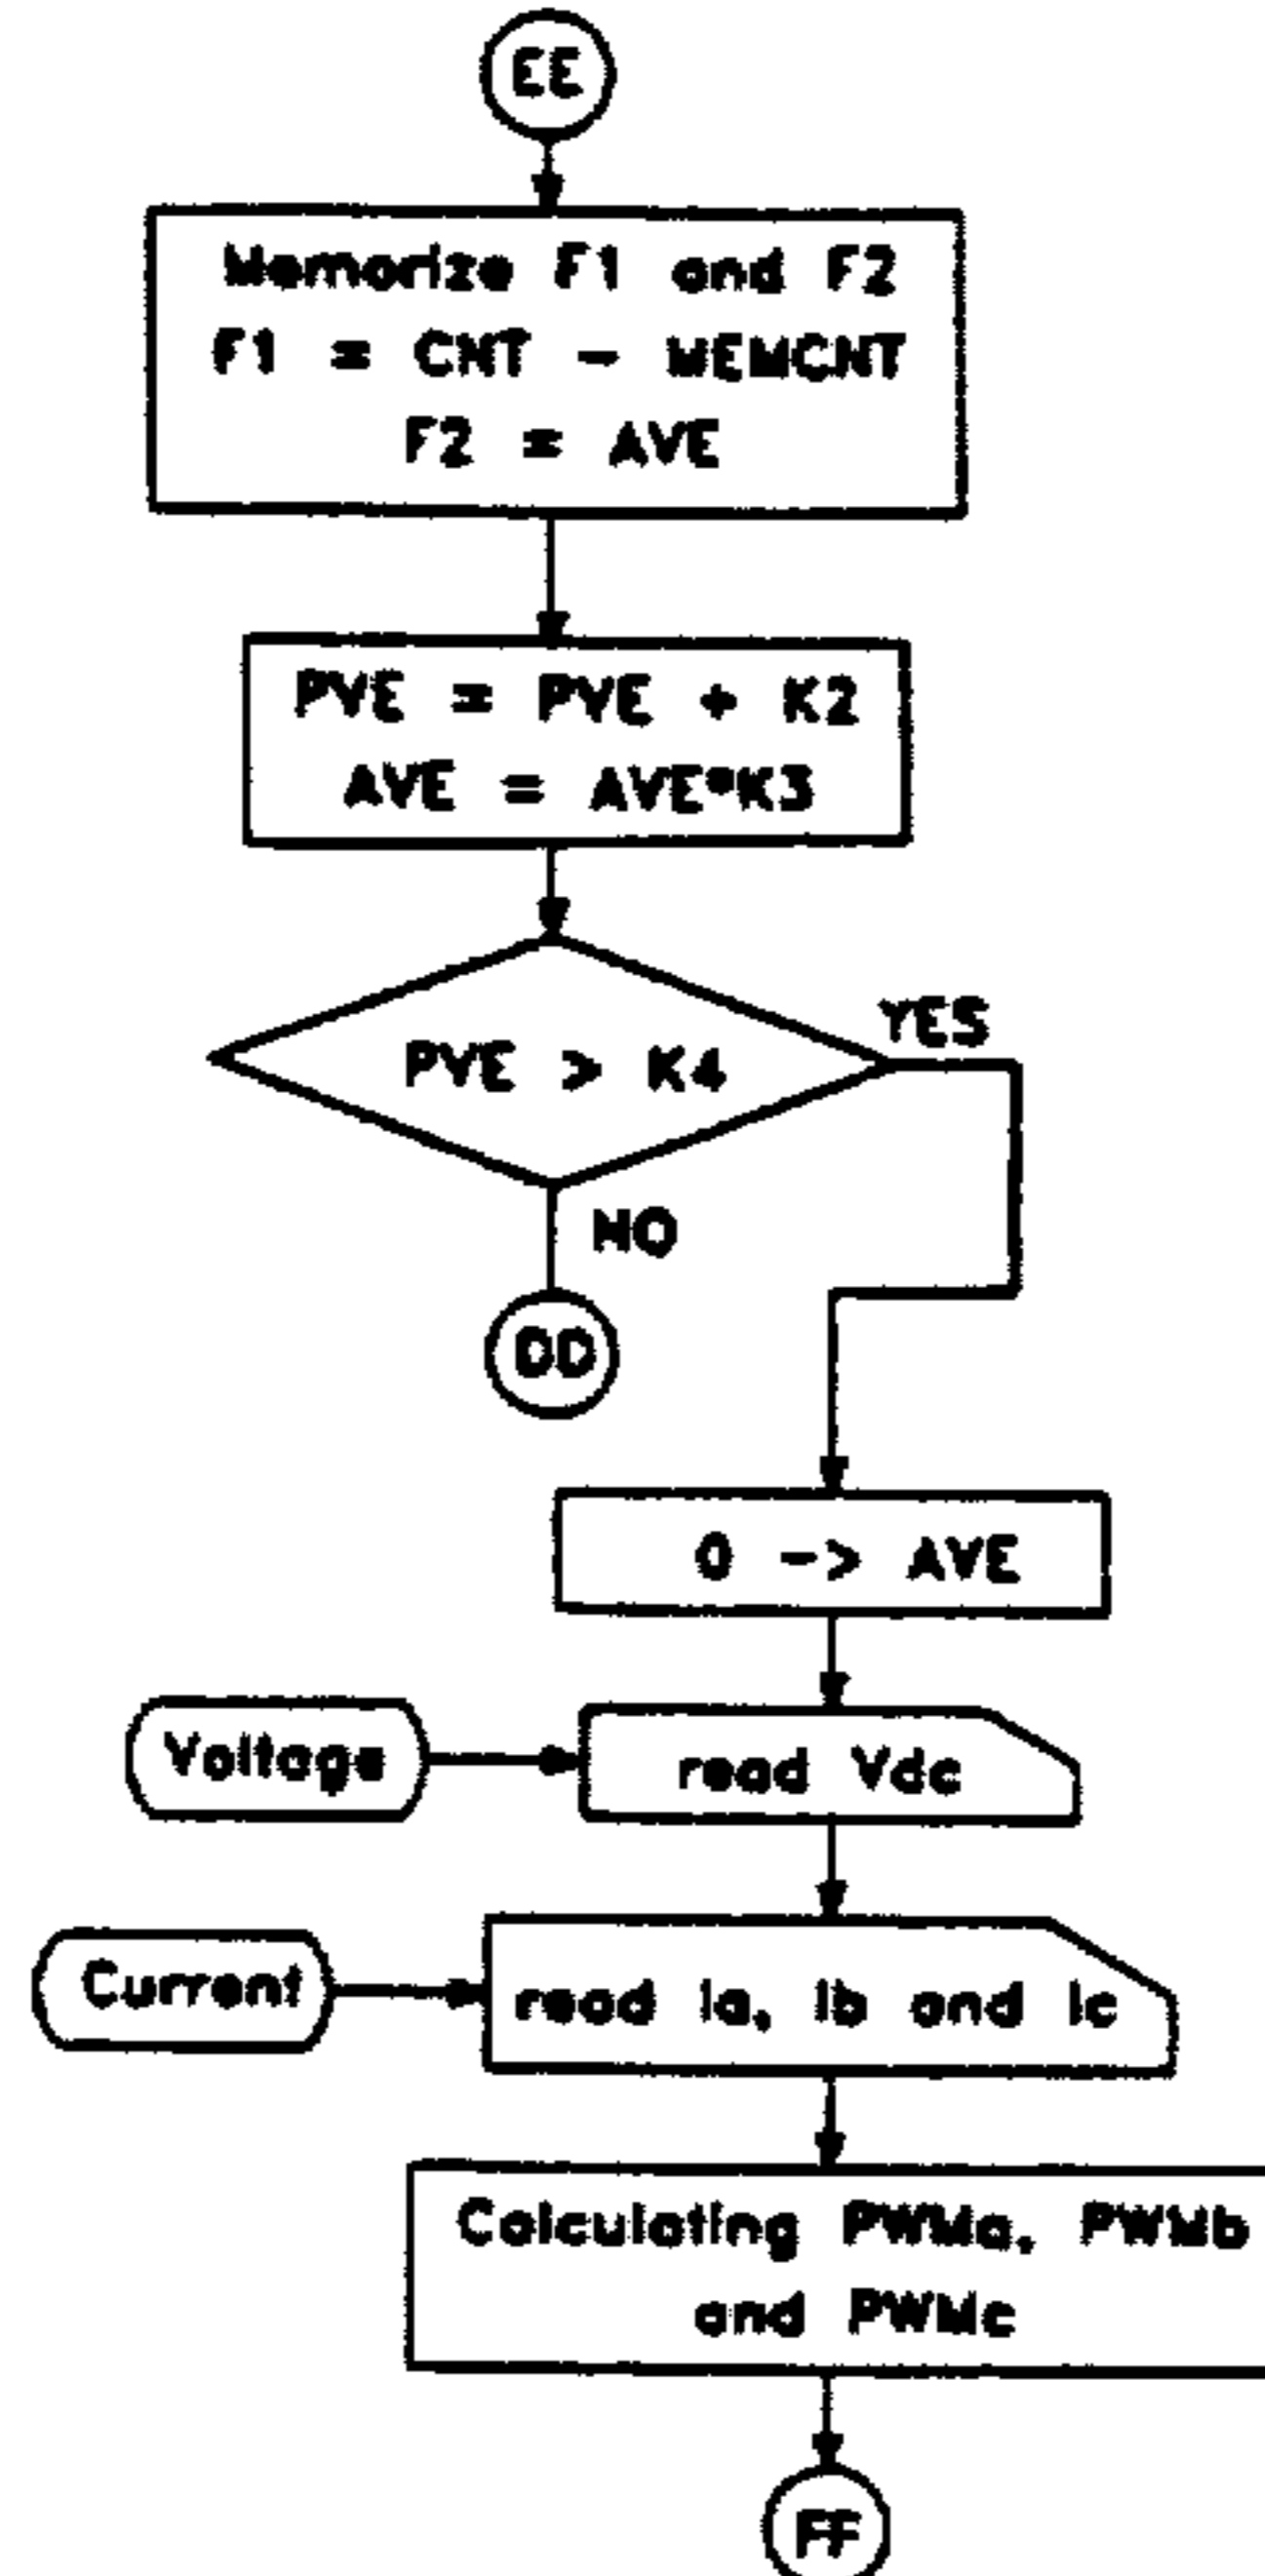 EE
Memorize F1 and F2
F1 = CNT - MEMCNT
F2 = AVE
PVE = PVE + K2
AVE = AVE*K3
PVE > K4
YES
NO
DD
0 -> AVE
Voltage
read Vdc
Current
read Ia, Ib and Ic
Calculating PWMa, PWMb
and PWMc
FF